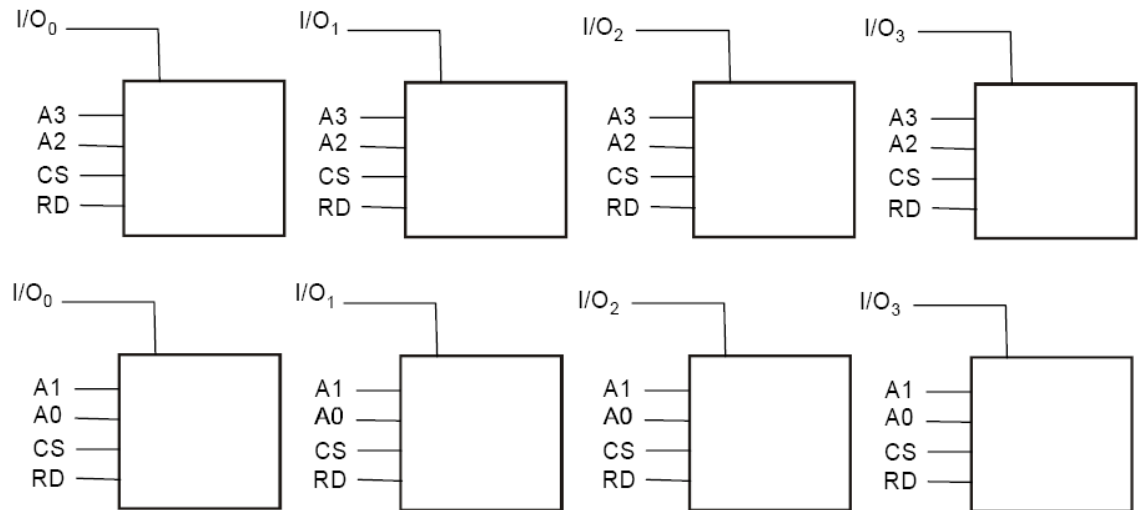 I/O₀ I/O₁ I/O₂ I/O₃
A3 A3 A3 A3
A2 A2 A2 A2
CS CS CS CS
RD RD RD RD
I/O₀ I/O₁ I/O₂ I/O₃
A1 A1 A1 A1
A0 A0 A0 A0
CS CS CS CS
RD RD RD RD